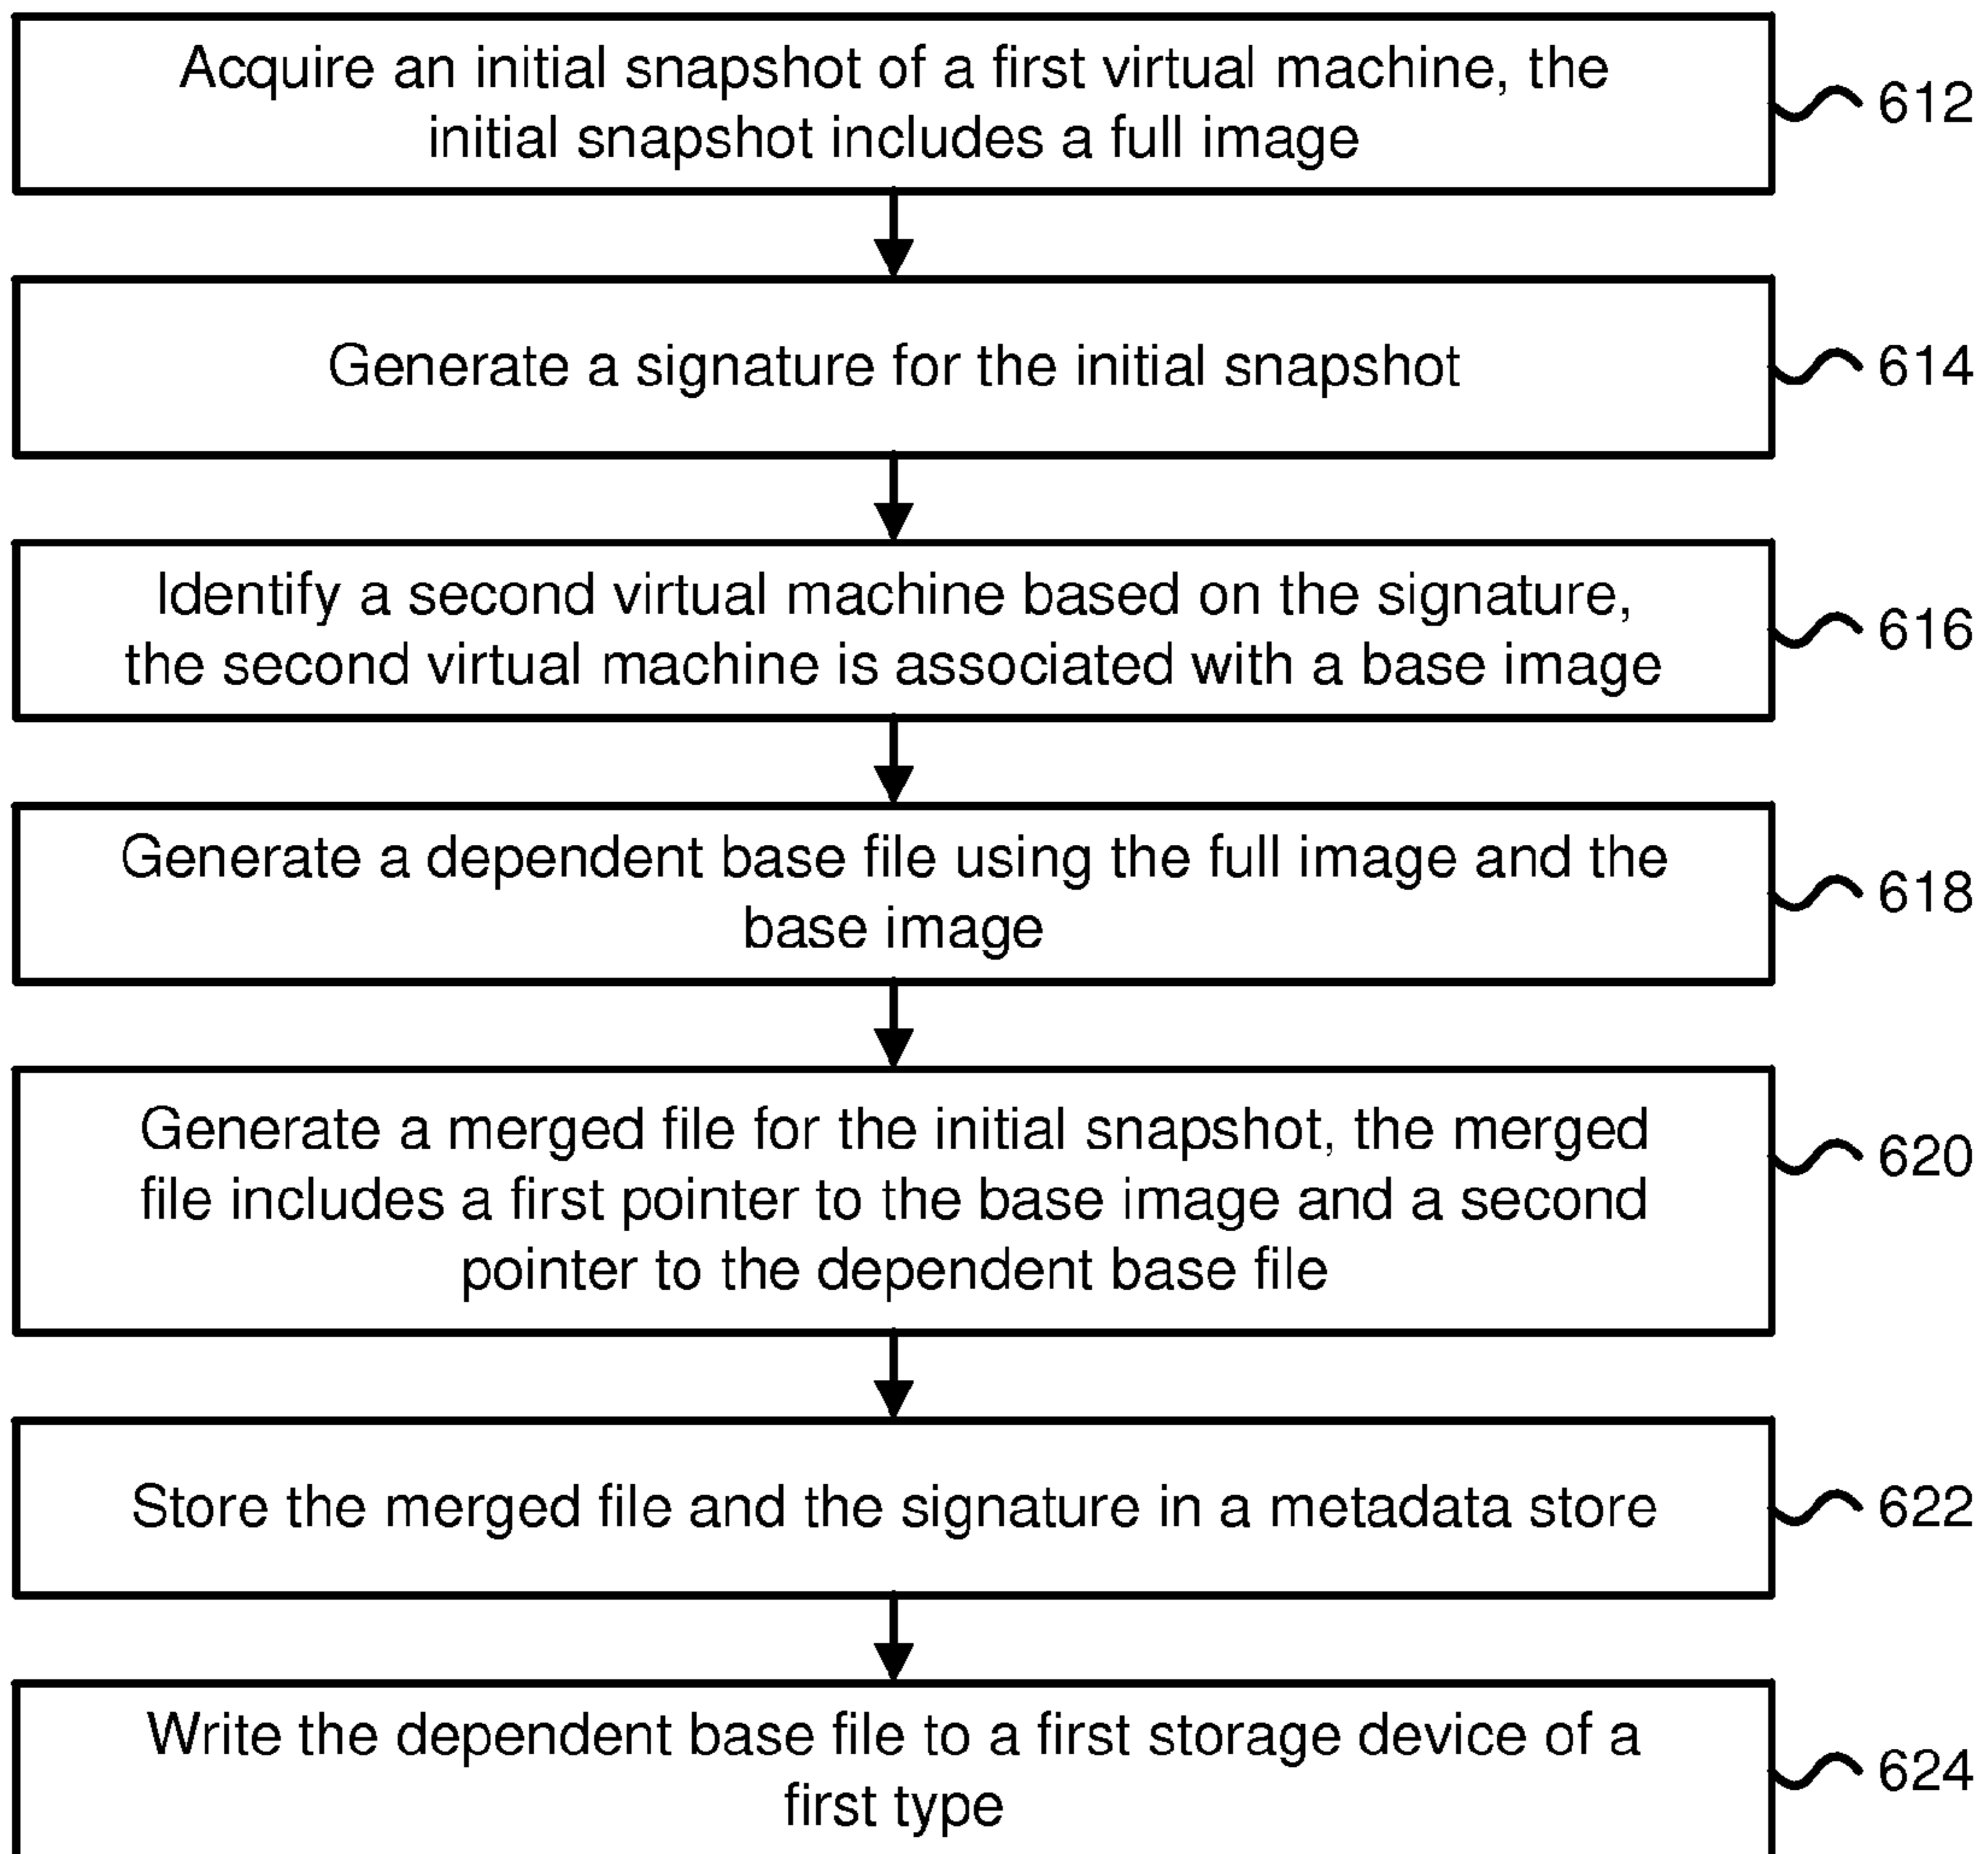 Acquire an initial snapshot of a first virtual machine, the
initial snapshot includes a full image
612
Generate a signature for the initial snapshot
614
Identify a second virtual machine based on the signature,
the second virtual machine is associated with a base image
616
Generate a dependent base file using the full image and the
base image
618
Generate a merged file for the initial snapshot, the merged
file includes a first pointer to the base image and a second
pointer to the dependent base file
620
Store the merged file and the signature in a metadata store
622
Write the dependent base file to a first storage device of a
first type
624